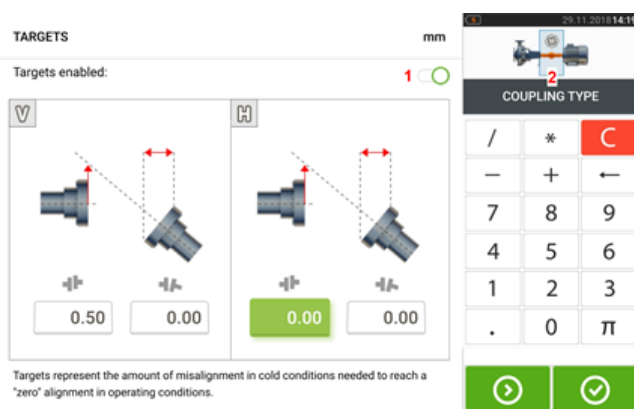 29.11.2018 14:19
TARGETS
mm
Targets enabled:
1
2
COUPLING TYPE
V
H
0.50
0.00
0.00
0.00
/
*
C
−
+
←
7
8
9
4
5
6
1
2
3
.
0
π
Targets represent the amount of misalignment in cold conditions needed to reach a
"zero" alignment in operating conditions.